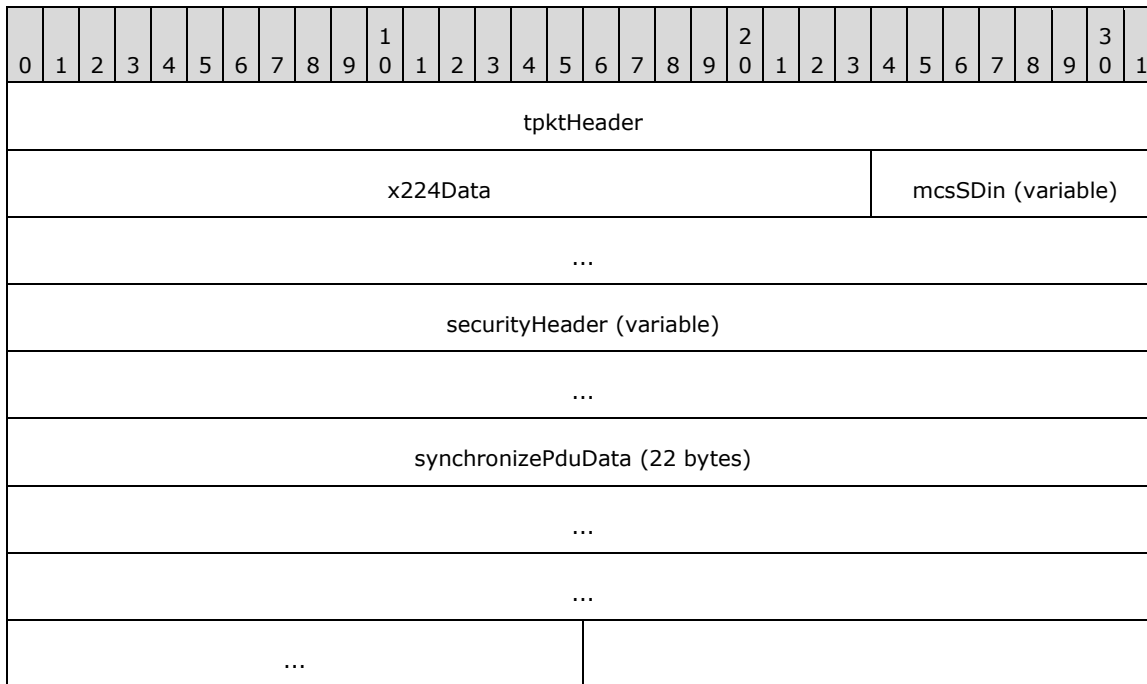 1 2 3
0 1 2 3 4 5 6 7 8 9 0 1 2 3 4 5 6 7 8 9 0 1 2 3 4 5 6 7 8 9 0 1
tpktHeader
x224Data mcsSDin (variable)
...
securityHeader (variable)
...
synchronizePduData (22 bytes)
...
...
...